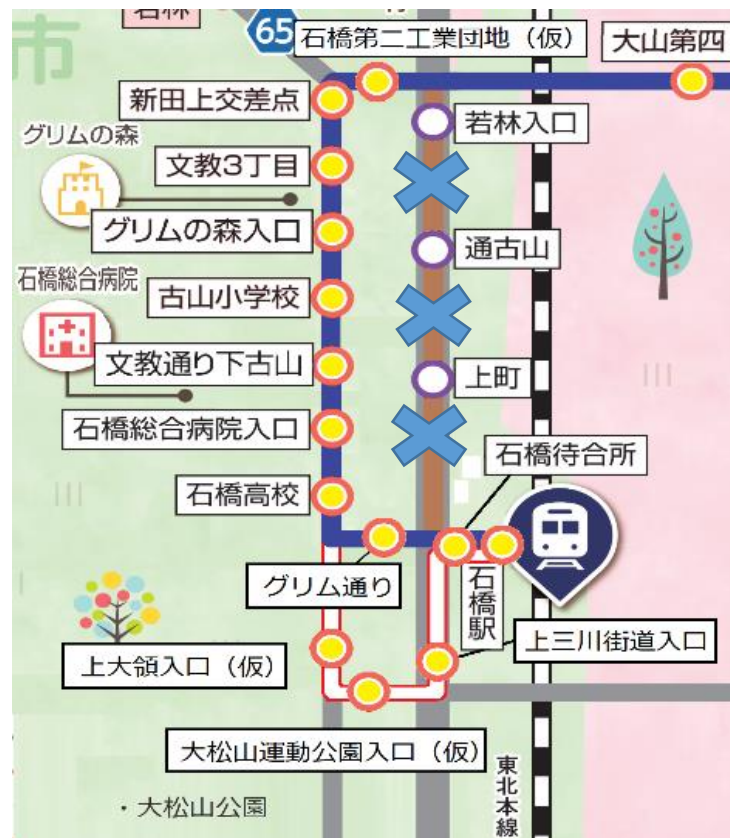 若林
市
65
石橋第二工業団地（仮）
大山第四
新田上交差点
若林入口
グリムの森
文教3丁目
グリムの森入口
通古山
石橋総合病院
古山小学校
文教通り下古山
上町
石橋総合病院入口
石橋待合所
石橋高校
グリム通り
石橋駅
上三川街道入口
上大領入口（仮）
大松山運動公園入口（仮）
東北本線
・大松山公園